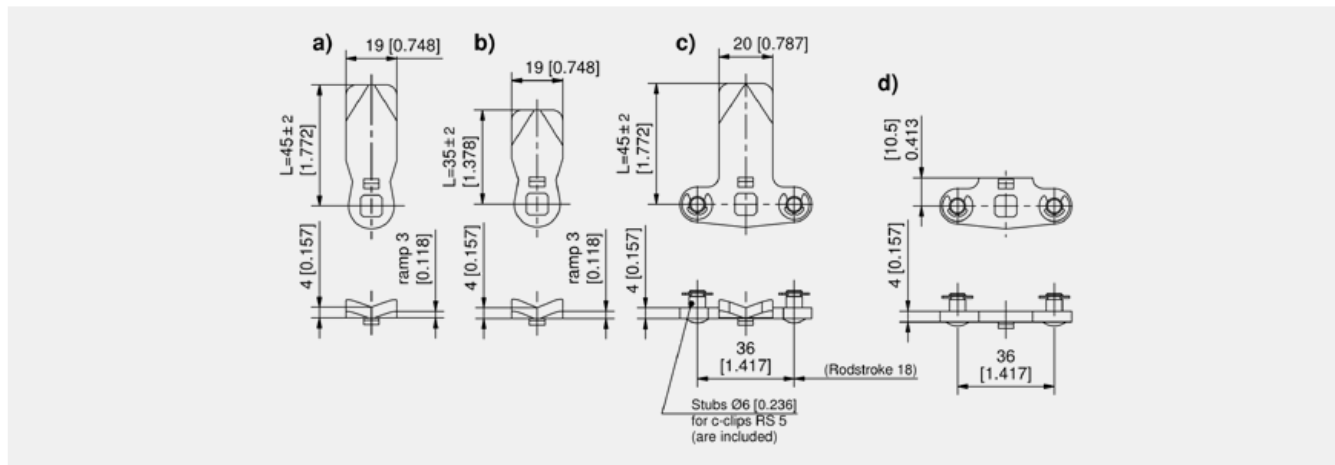 a)
19 [0.748]
L=45±2
[1.772]
4 [0.157]
ramp 3
[0.118]
b)
19 [0.748]
L=35±2
[1.378]
4 [0.157]
ramp 3
[0.118]
c)
20 [0.787]
L=45±2
[1.772]
4 [0.157]
36
[1.417]
(Rodstroke 18)
Stubs Ø6 [0.236]
for c-clips RS 5
(are included)
d)
[10.5]
0.413
4 [0.157]
36
[1.417]